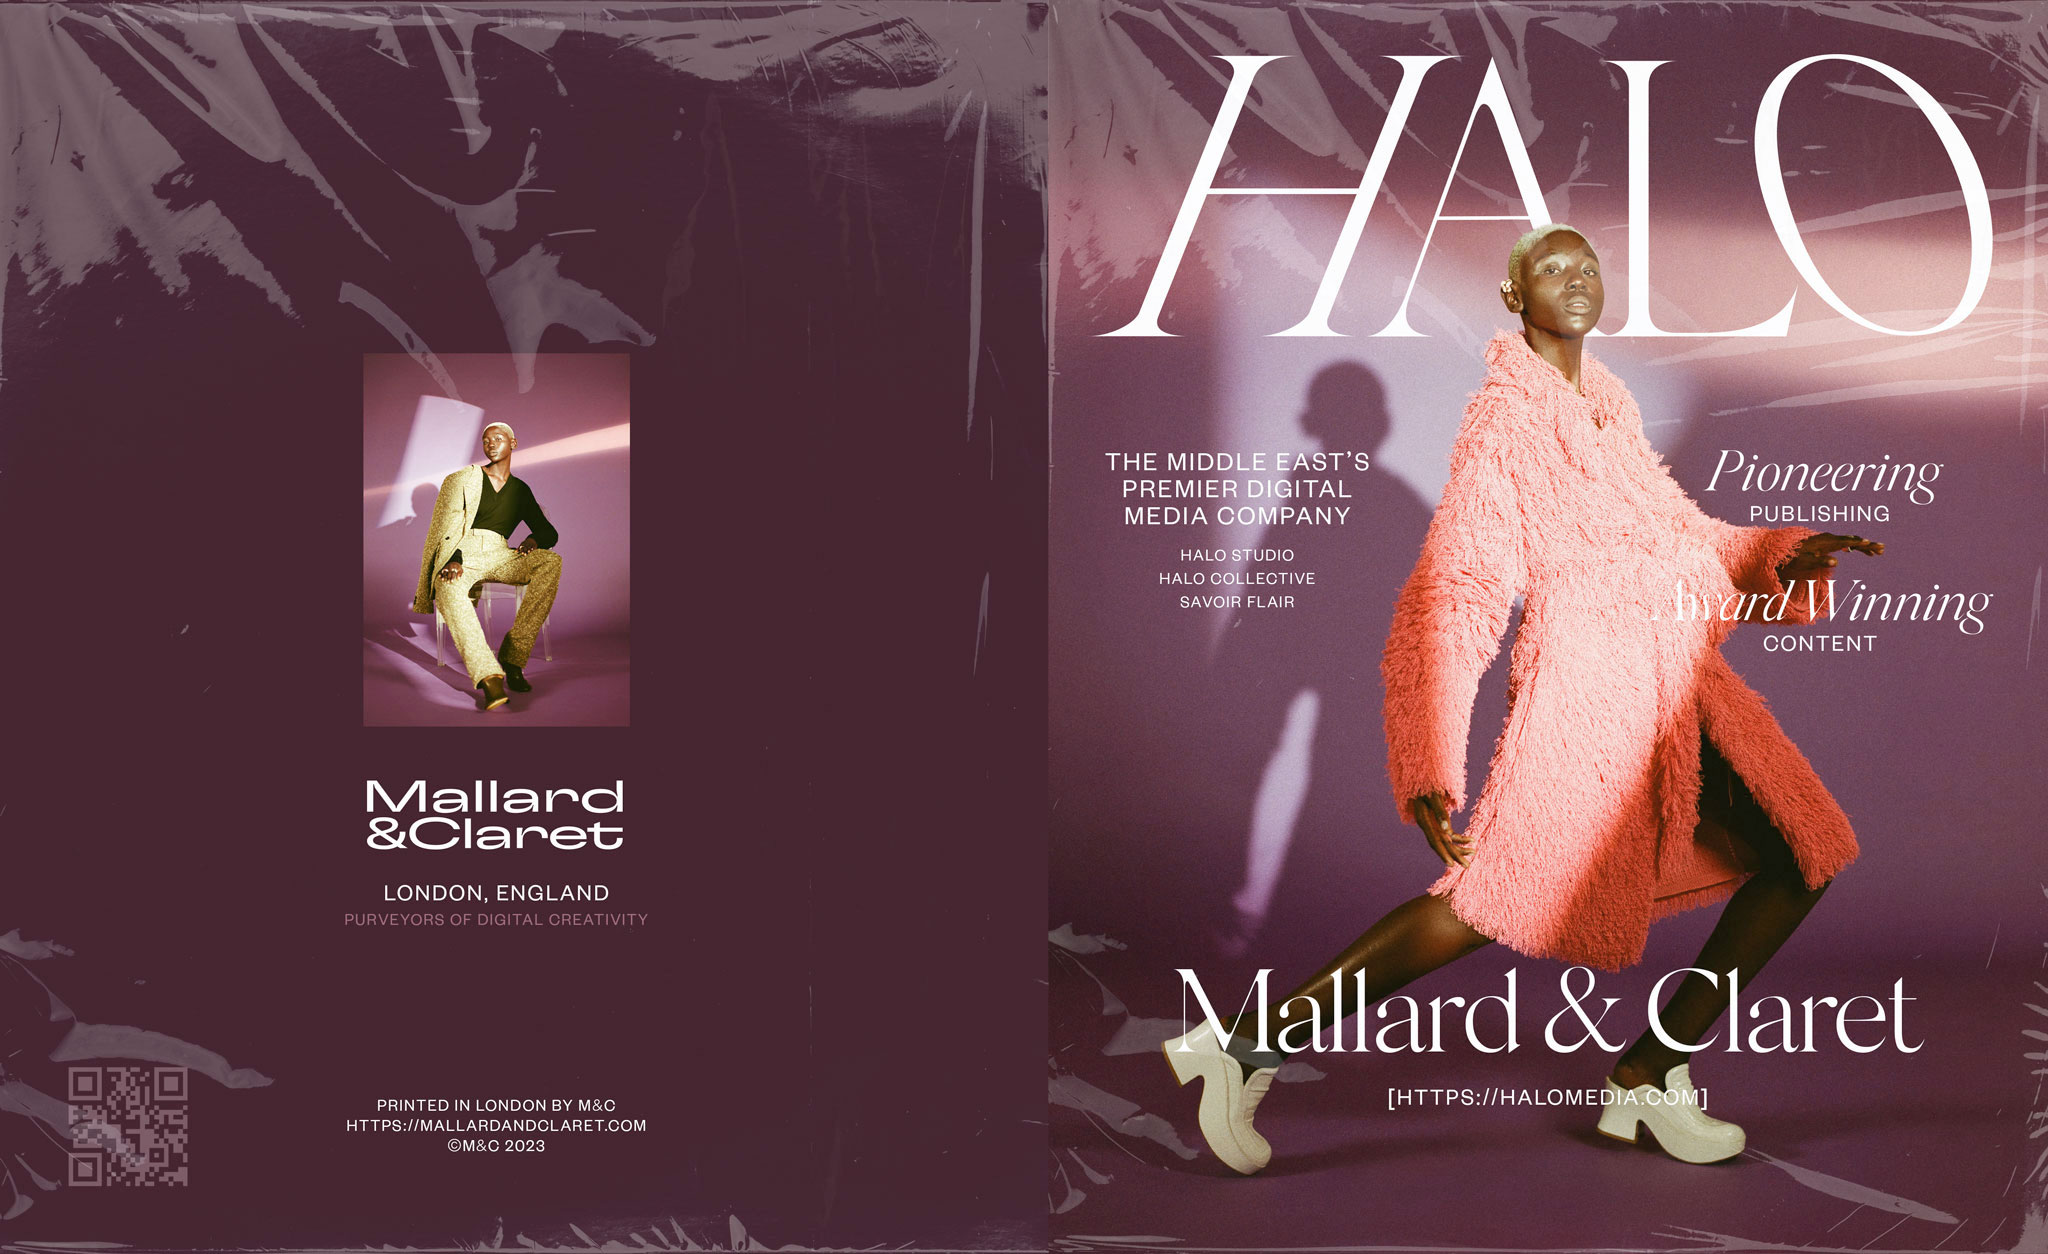 Mallard
&Claret
LONDON, ENGLAND
PURVEYORS OF DIGITAL CREATIVITY
PRINTED IN LONDON BY M&C
HTTPS://MALLARDANDCLARET.COM
©M&C 2023
HALO
THE MIDDLE EAST’S
PREMIER DIGITAL
MEDIA COMPANY
HALO STUDIO
HALO COLLECTIVE
SAVOIR FLAIR
Pioneering
PUBLISHING
Award Winning
CONTENT
Mallard & Claret
[HTTPS://HALOMEDIA.COM]